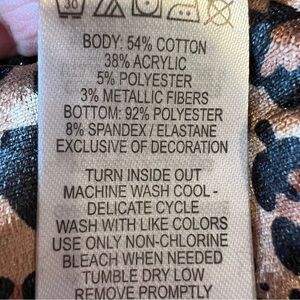 30
BODY: 54% COTTON
38% ACRYLIC
5% POLYESTER
3% METALLIC FIBERS
BOTTOM: 92% POLYESTER
8% SPANDEX / ELASTANE
EXCLUSIVE OF DECORATION
TURN INSIDE OUT
MACHINE WASH COOL -
DELICATE CYCLE
WASH WITH LIKE COLORS
USE ONLY NON-CHLORINE
BLEACH WHEN NEEDED
TUMBLE DRY LOW
REMOVE PROMPTLY